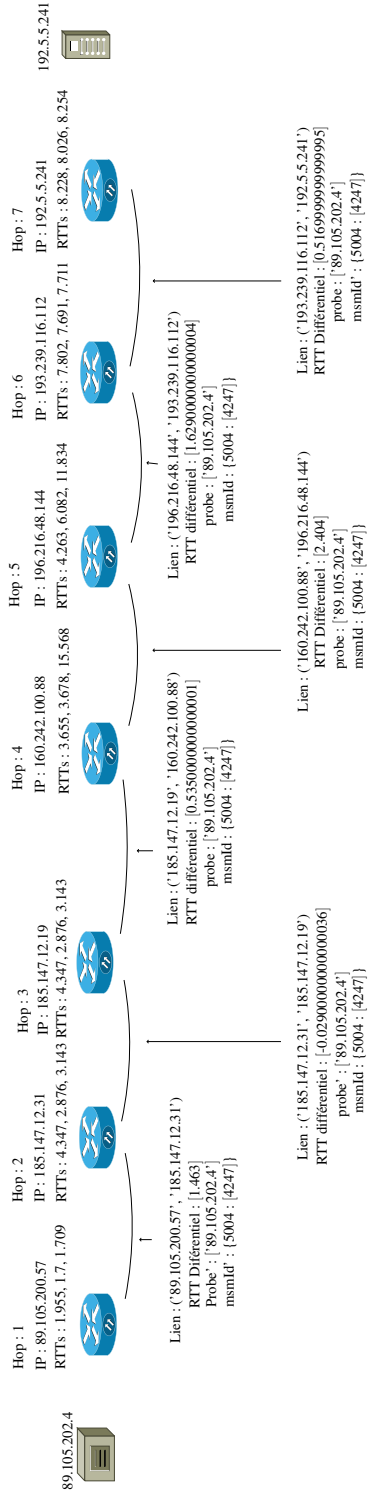 89.105.202.4
Hop : 1
IP : 89.105.200.57
RTTs : 1.955, 1.7, 1.709
Hop : 2
IP : 185.147.12.31
RTTs : 4.347, 2.876, 3.143
Hop : 3
IP : 185.147.12.19
RTTs : 4.347, 2.876, 3.143
Hop : 4
IP : 160.242.100.88
RTTs : 3.655, 3.678, 15.568
Hop : 5
IP : 196.216.48.144
RTTs : 4.263, 6.082, 11.834
Hop : 6
IP : 193.239.116.112
RTTs : 7.802, 7.691, 7.711
Hop : 7
IP : 192.5.5.241
RTTs : 8.228, 8.026, 8.254
192.5.5.241
Lien : ('89.105.200.57', '185.147.12.31')
RTT Différentiel : [1.463]
Probe' : ['89.105.202.4']
msmId' : {5004 : [4247]}
Lien : ('185.147.12.31', '185.147.12.19')
RTT différentiel : [-0.02900000000000036]
probe' : ['89.105.202.4']
msmId : {5004 : [4247]}
Lien : ('185.147.12.19', '160.242.100.88')
RTT différentiel : [0.5350000000000001]
probe : ['89.105.202.4']
msmId : {5004 : [4247]}
Lien : ('160.242.100.88', '196.216.48.144')
RTT Différentiel : [2.404]
probe : ['89.105.202.4']
msmId : {5004 : [4247]}
Lien : ('196.216.48.144', '193.239.116.112')
RTT différentiel : [1.6290000000000004]
probe : ['89.105.202.4']
msmId : {5004 : [4247]}
Lien : ('193.239.116.112', '192.5.5.241')
RTT Différentiel : [0.5169999999999995]
probe : ['89.105.202.4']
msmId' : {5004 : [4247]}